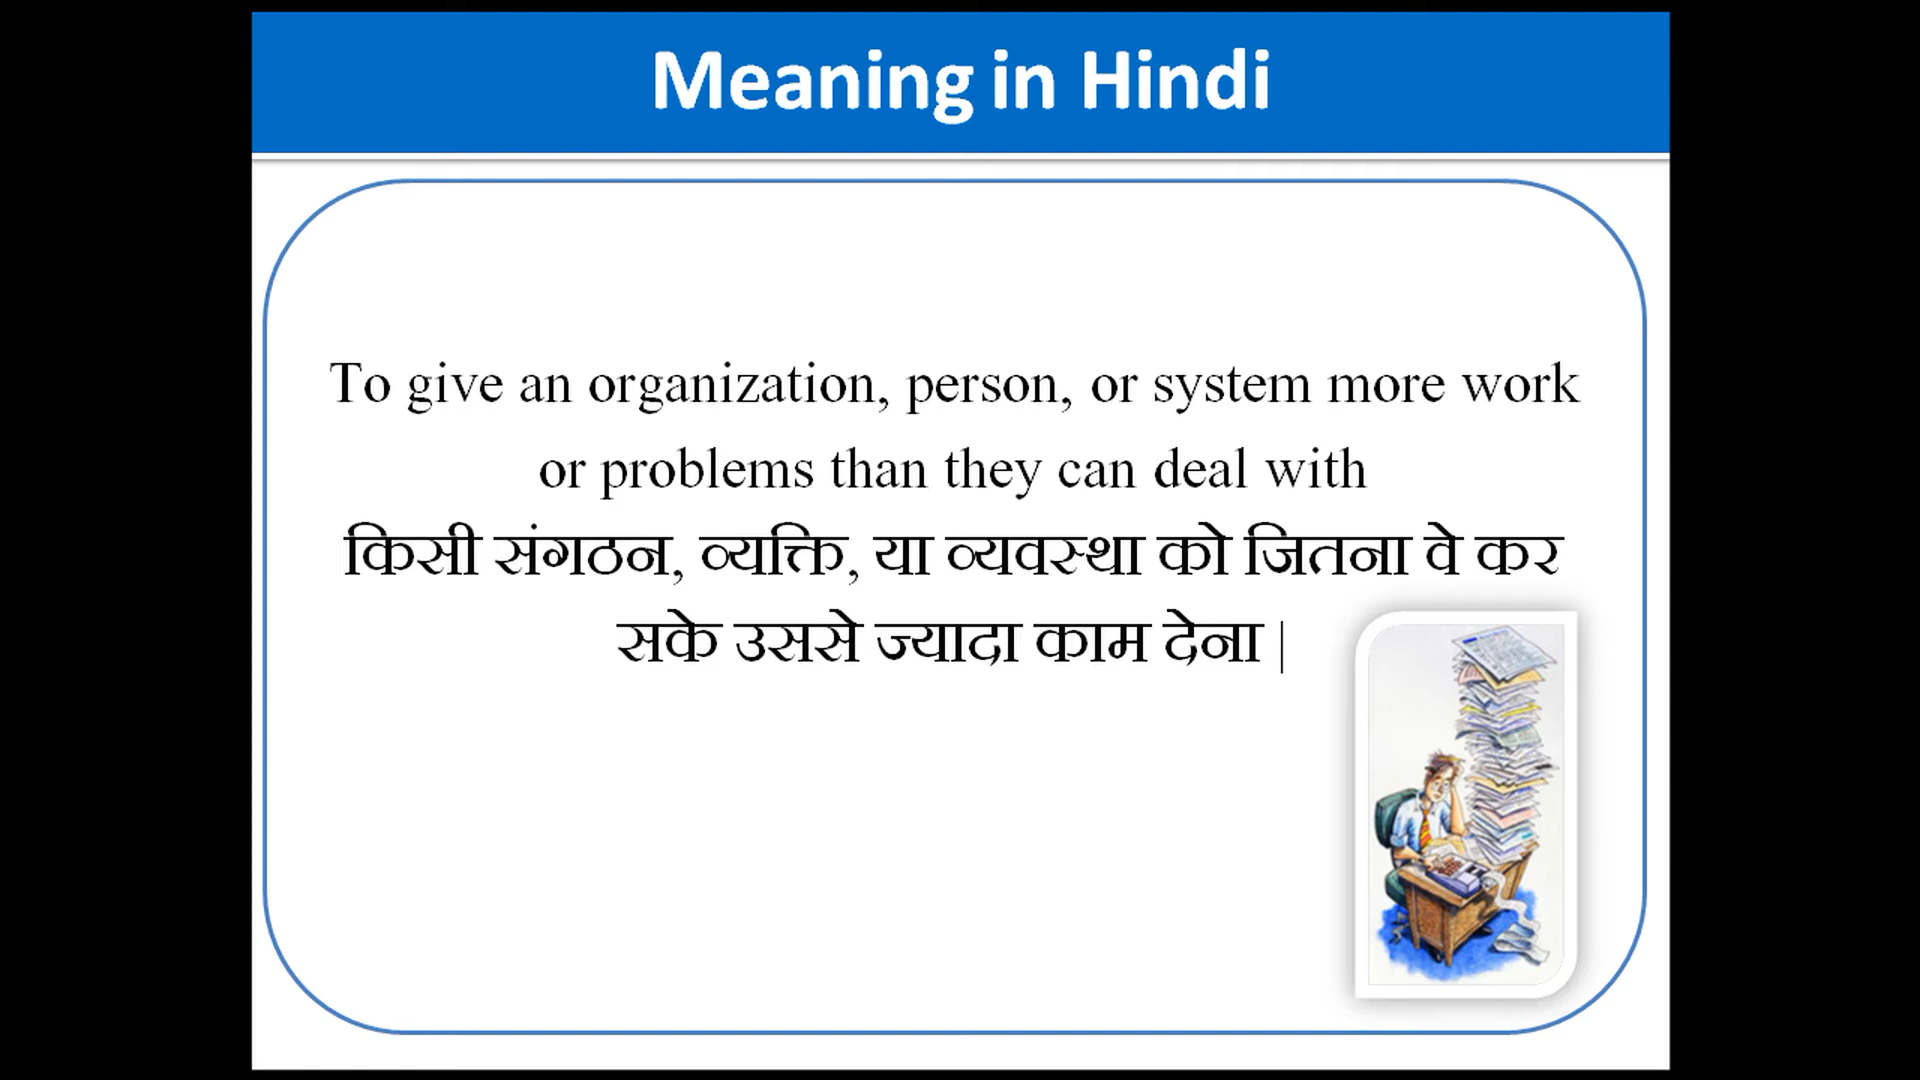 Meaning in Hindi
To give an organization, person, or system more work
or problems than they can deal with
किसी संगठन, व्यक्ति, या व्यवस्था को जितना वे कर
सके उससे ज्यादा काम देना |